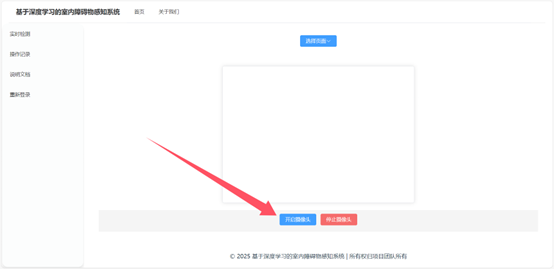 基于深度学习的室内障碍物感知系统 首页 关于我们
实时检测
操作记录
说明文档
重新登录
选择页面
开启摄像头 停止摄像头
© 2025 基于深度学习的室内障碍物感知系统 | 所有权归项目团队所有